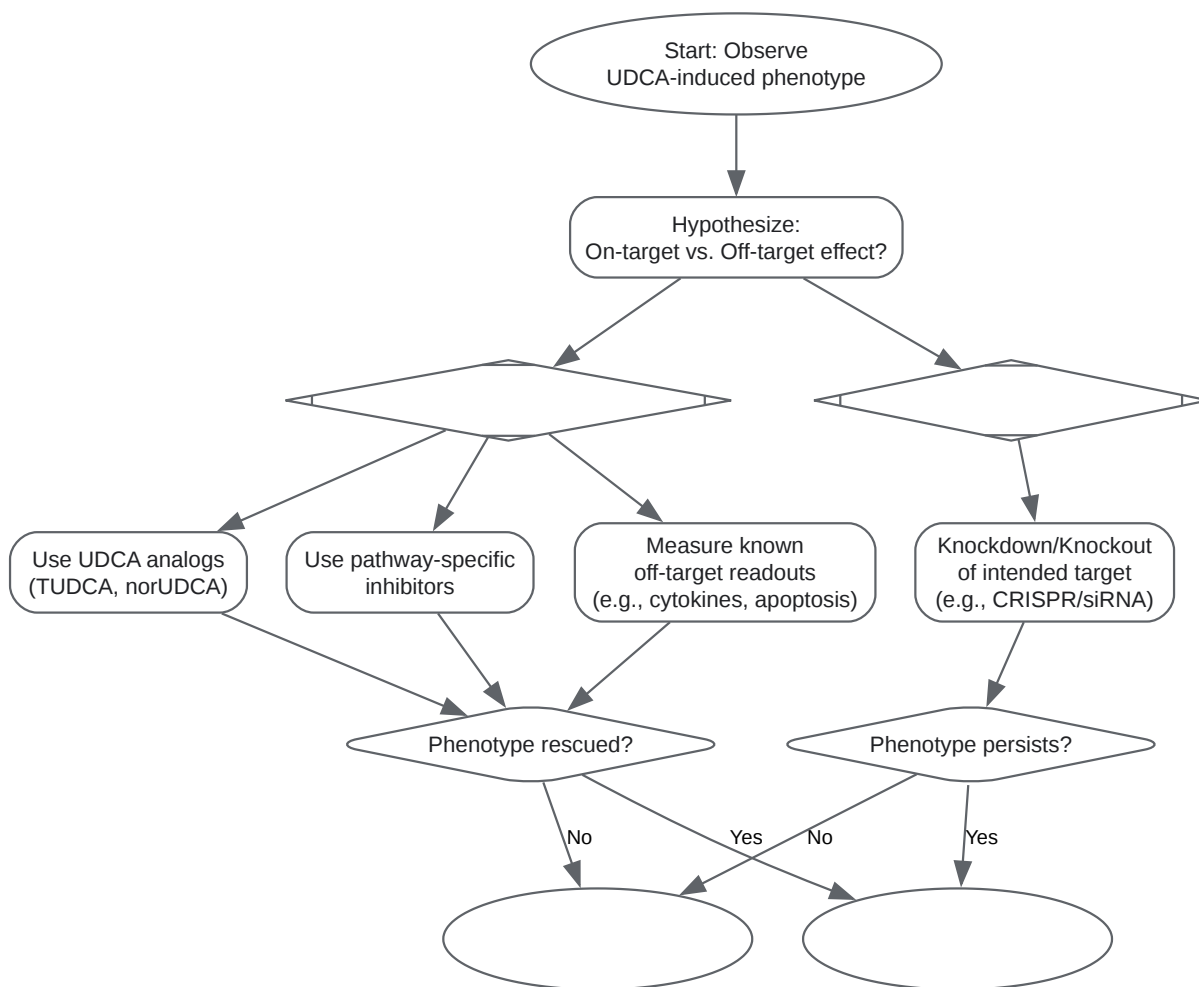 Start: Observe
UDCA-induced phenotype
Hypothesize:
On-target vs. Off-target effect?
Use UDCA analogs
(TUDCA, norUDCA)
Use pathway-specific
inhibitors
Measure known
off-target readouts
(e.g., cytokines, apoptosis)
Knockdown/Knockout
of intended target
(e.g., CRISPR/siRNA)
Phenotype rescued?
Phenotype persists?
No
Yes
No
Yes